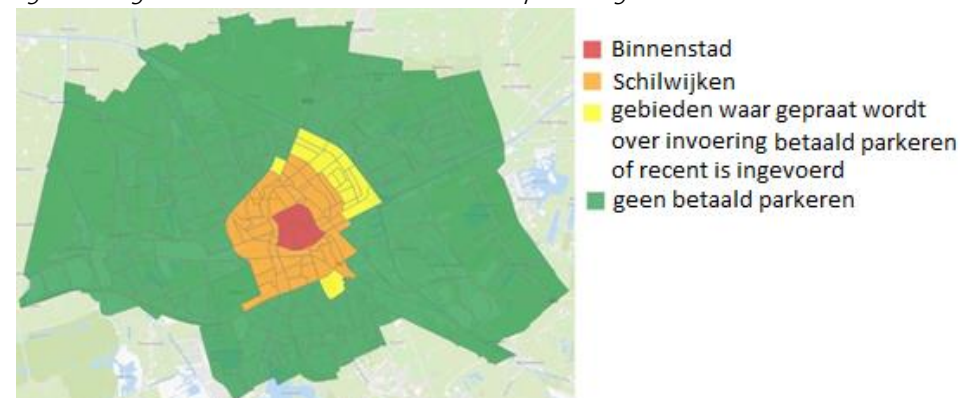 Binnenstad
Schilwijken
gebieden waar gepraat wordt
over invoering betaald parkeren
of recent is ingevoerd
geen betaald parkeren